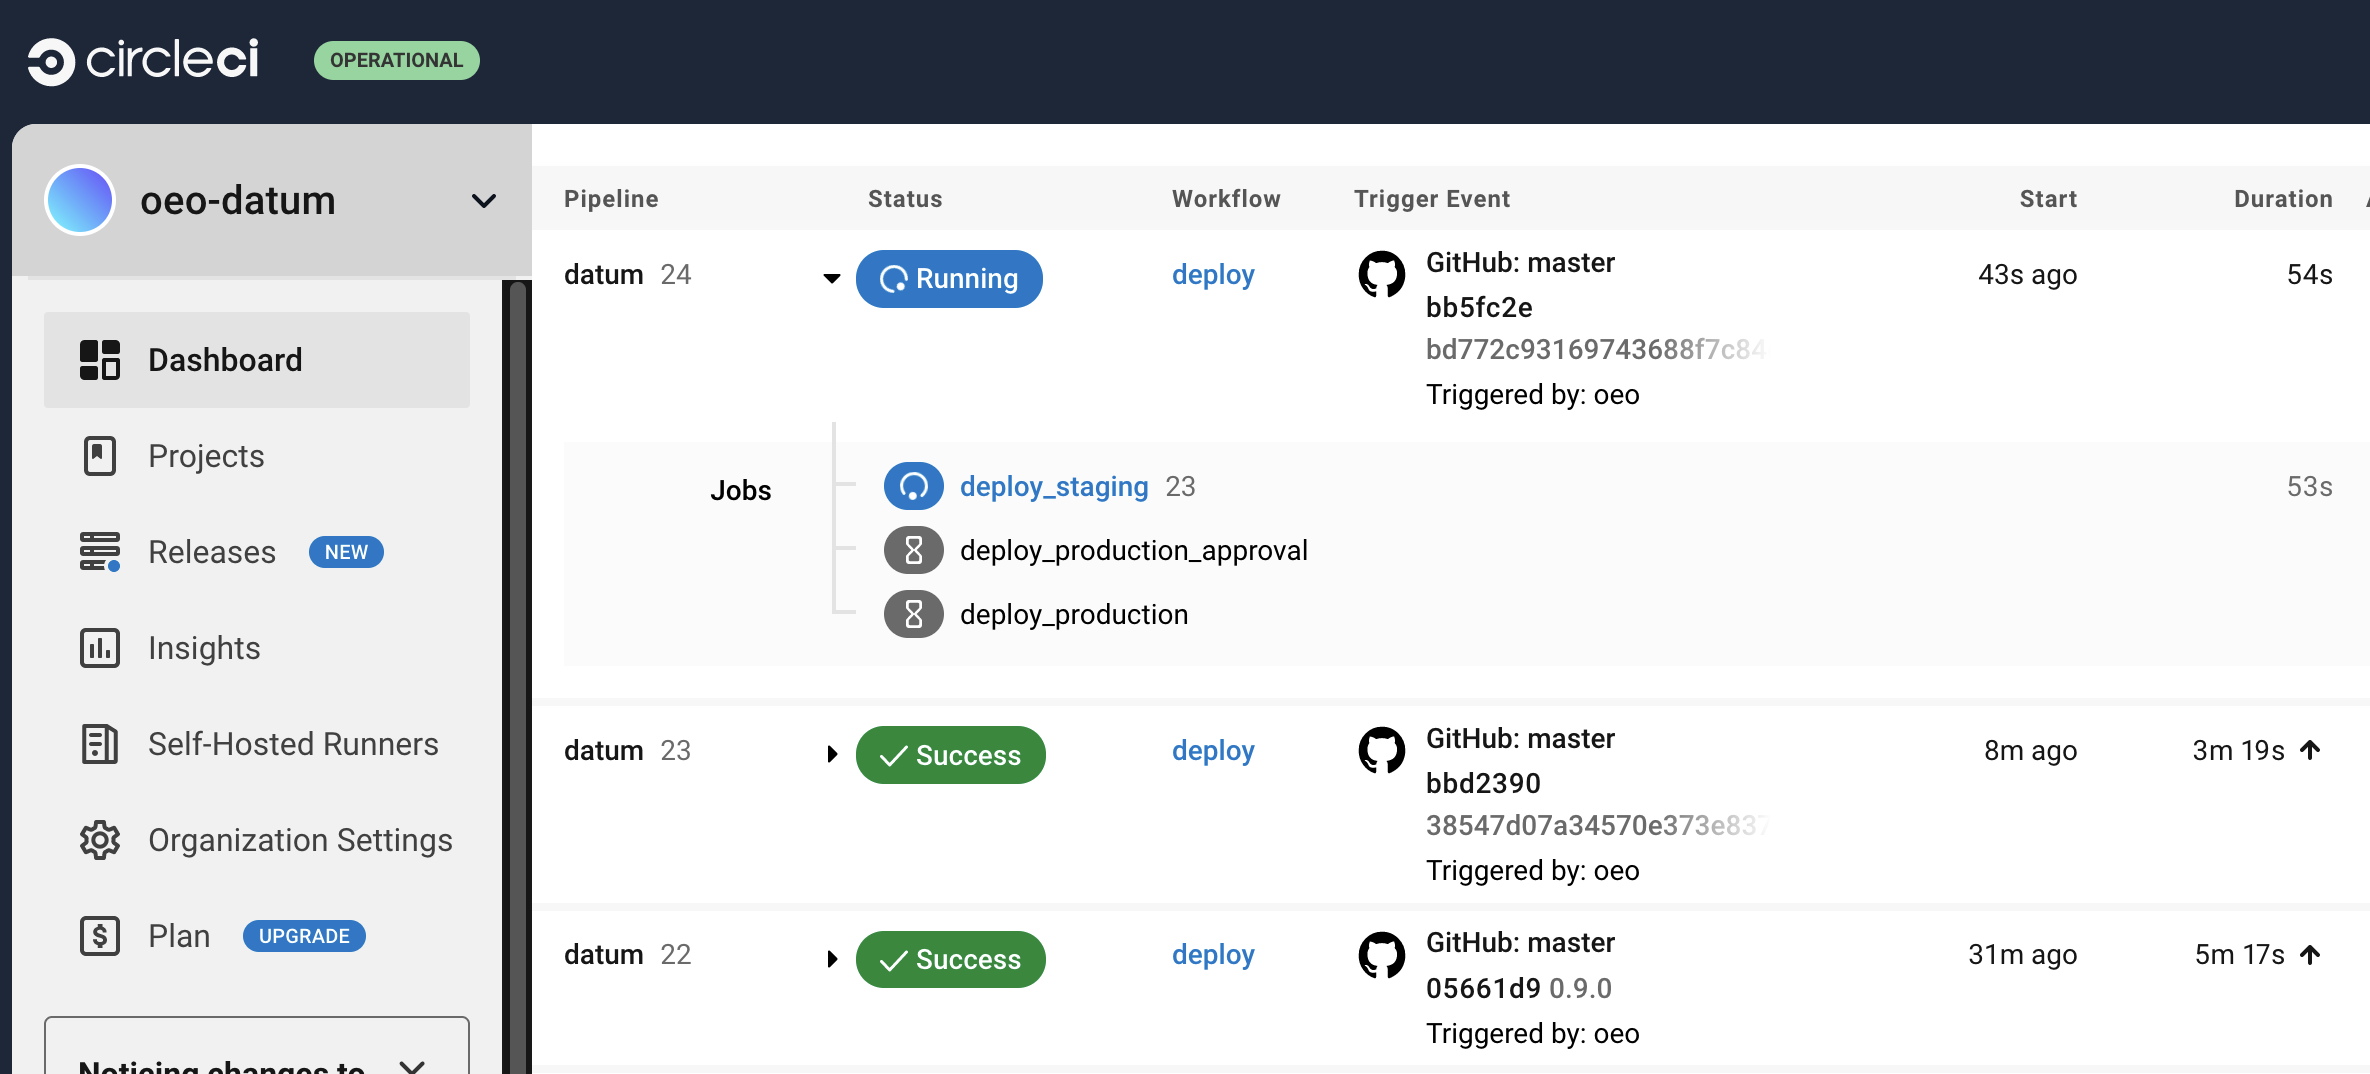 circleci OPERATIONAL
oeo-datum
Dashboard
Projects
Releases NEW
Insights
Self-Hosted Runners
Organization Settings
Plan UPGRADE
Noticing changes to
Pipeline Status Workflow Trigger Event Start Duration
datum 24 Running deploy GitHub: master 43s ago 54s
bb5fc2e
bd772c93169743688f7c84
Triggered by: oeo
Jobs deploy_staging 23 53s
deploy_production_approval
deploy_production
datum 23 Success deploy GitHub: master 8m ago 3m 19s
bbd2390
38547d07a34570e373e837
Triggered by: oeo
datum 22 Success deploy GitHub: master 31m ago 5m 17s
05661d9 0.9.0
Triggered by: oeo